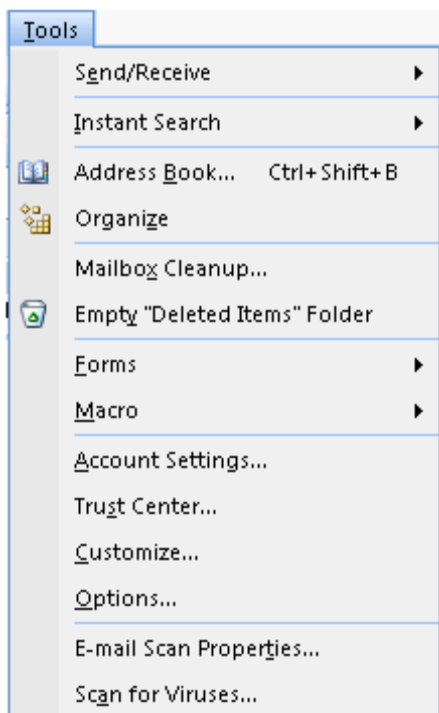 Tools
Send/Receive
Instant Search
Address Book... Ctrl+Shift+B
Organize
Mailbox Cleanup...
Empty "Deleted Items" Folder
Forms
Macro
Account Settings...
Trust Center...
Customize...
Options...
E-mail Scan Properties...
Scan for Viruses...